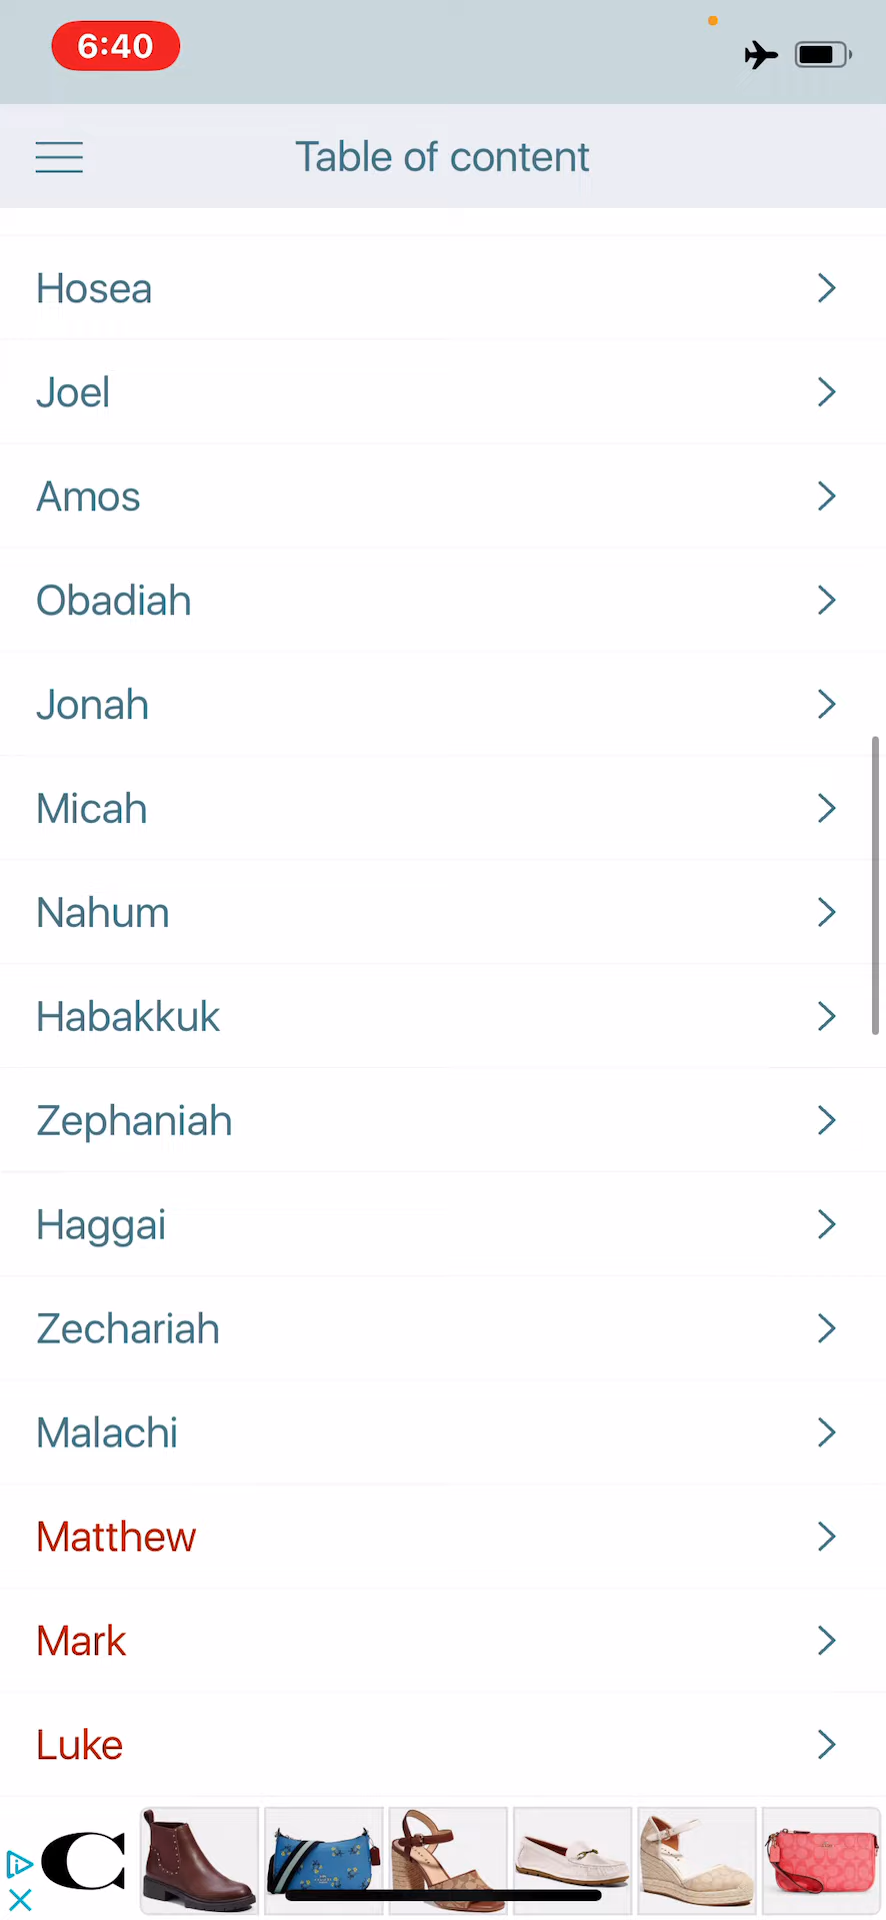 6:40
Table of content
Hosea
Joel
Amos
Obadiah
Jonah
Micah
Nahum
Habakkuk
Zephaniah
Haggai
Zechariah
Malachi
Matthew
Mark
Luke
C